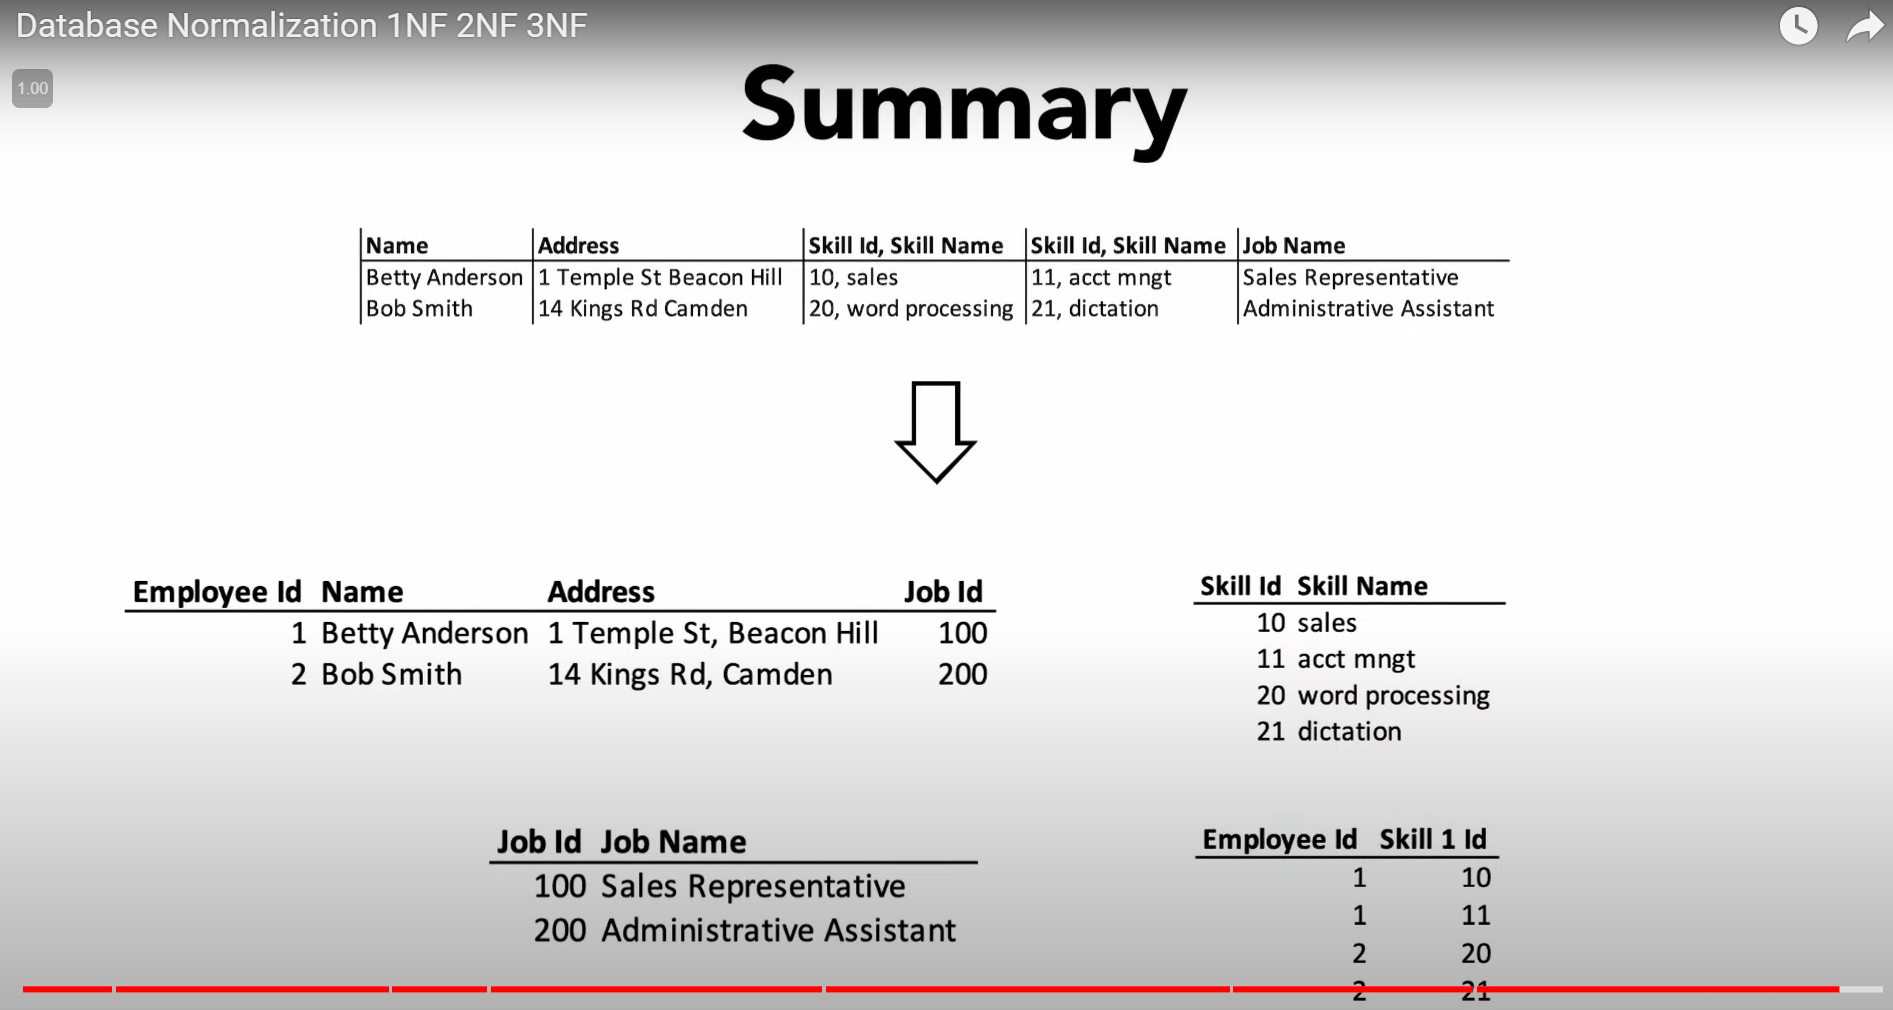 Database Normalization 1NF 2NF 3NF
1.00
Summary
Name Address Skill Id, Skill Name Skill Id, Skill Name Job Name
Betty Anderson 1 Temple St Beacon Hill 10, sales 11, acct mngt Sales Representative
Bob Smith 14 Kings Rd Camden 20, word processing 21, dictation Administrative Assistant
Employee Id Name Address Job Id
1 Betty Anderson 1 Temple St, Beacon Hill 100
2 Bob Smith 14 Kings Rd, Camden 200
Skill Id Skill Name
10 sales
11 acct mngt
20 word processing
21 dictation
Job Id Job Name
100 Sales Representative
200 Administrative Assistant
Employee Id Skill 1 Id
1 10
1 11
2 20
2 21